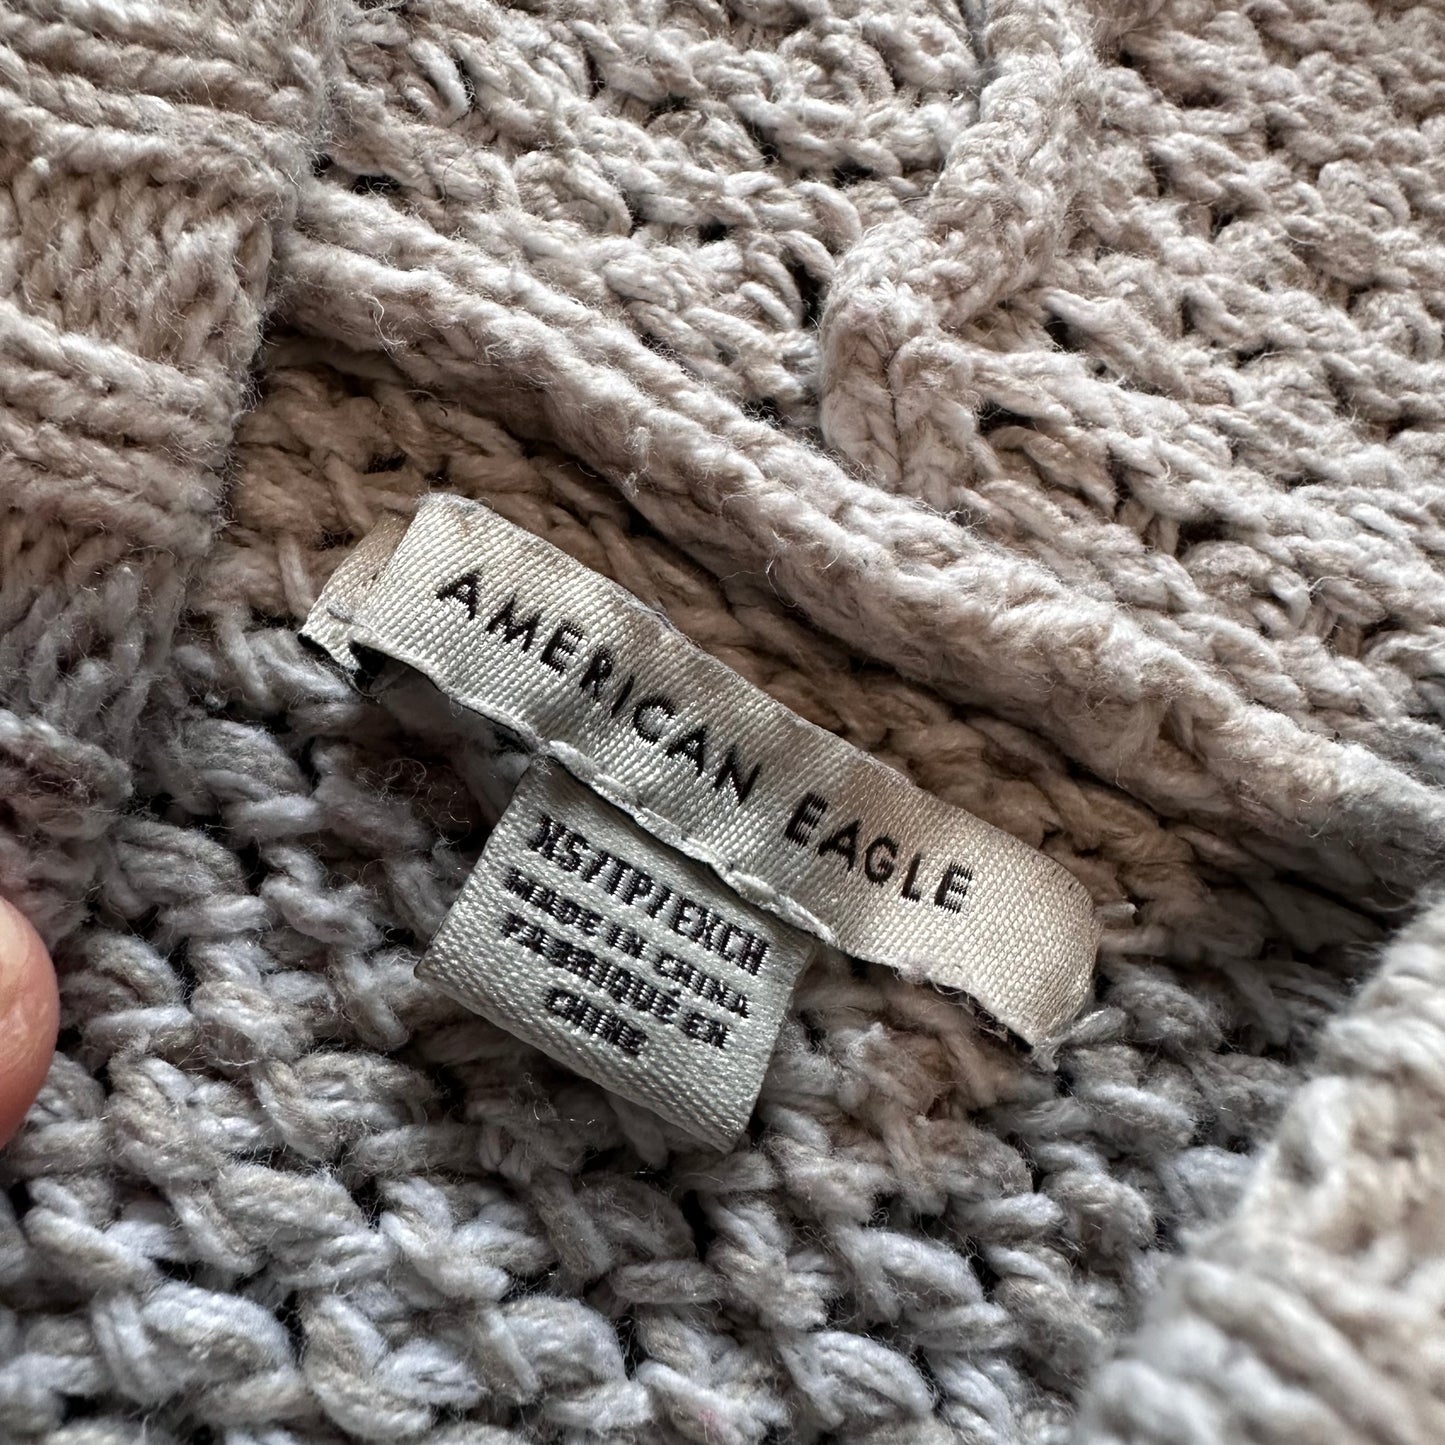 AMERICAN EAGLE
XS/TP/EXCH
MADE IN CHINA
FABRIQUÉ EN
CHINE